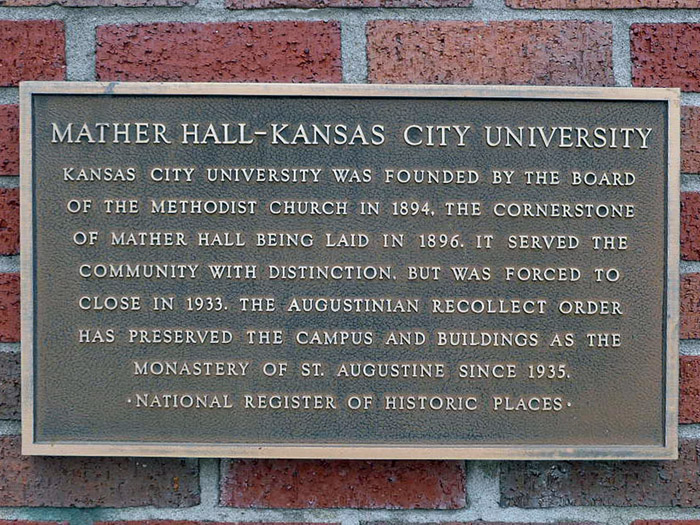 MATHER HALL-KANSAS CITY UNIVERSITY
KANSAS CITY UNIVERSITY WAS FOUNDED BY THE BOARD
OF THE METHODIST CHURCH IN 1894, THE CORNERSTONE
OF MATHER HALL BEING LAID IN 1896. IT SERVED THE
COMMUNITY WITH DISTINCTION, BUT WAS FORCED TO
CLOSE IN 1933. THE AUGUSTINIAN RECOLLECT ORDER
HAS PRESERVED THE CAMPUS AND BUILDINGS AS THE
MONASTERY OF ST. AUGUSTINE SINCE 1935.
·NATIONAL REGISTER OF HISTORIC PLACES·